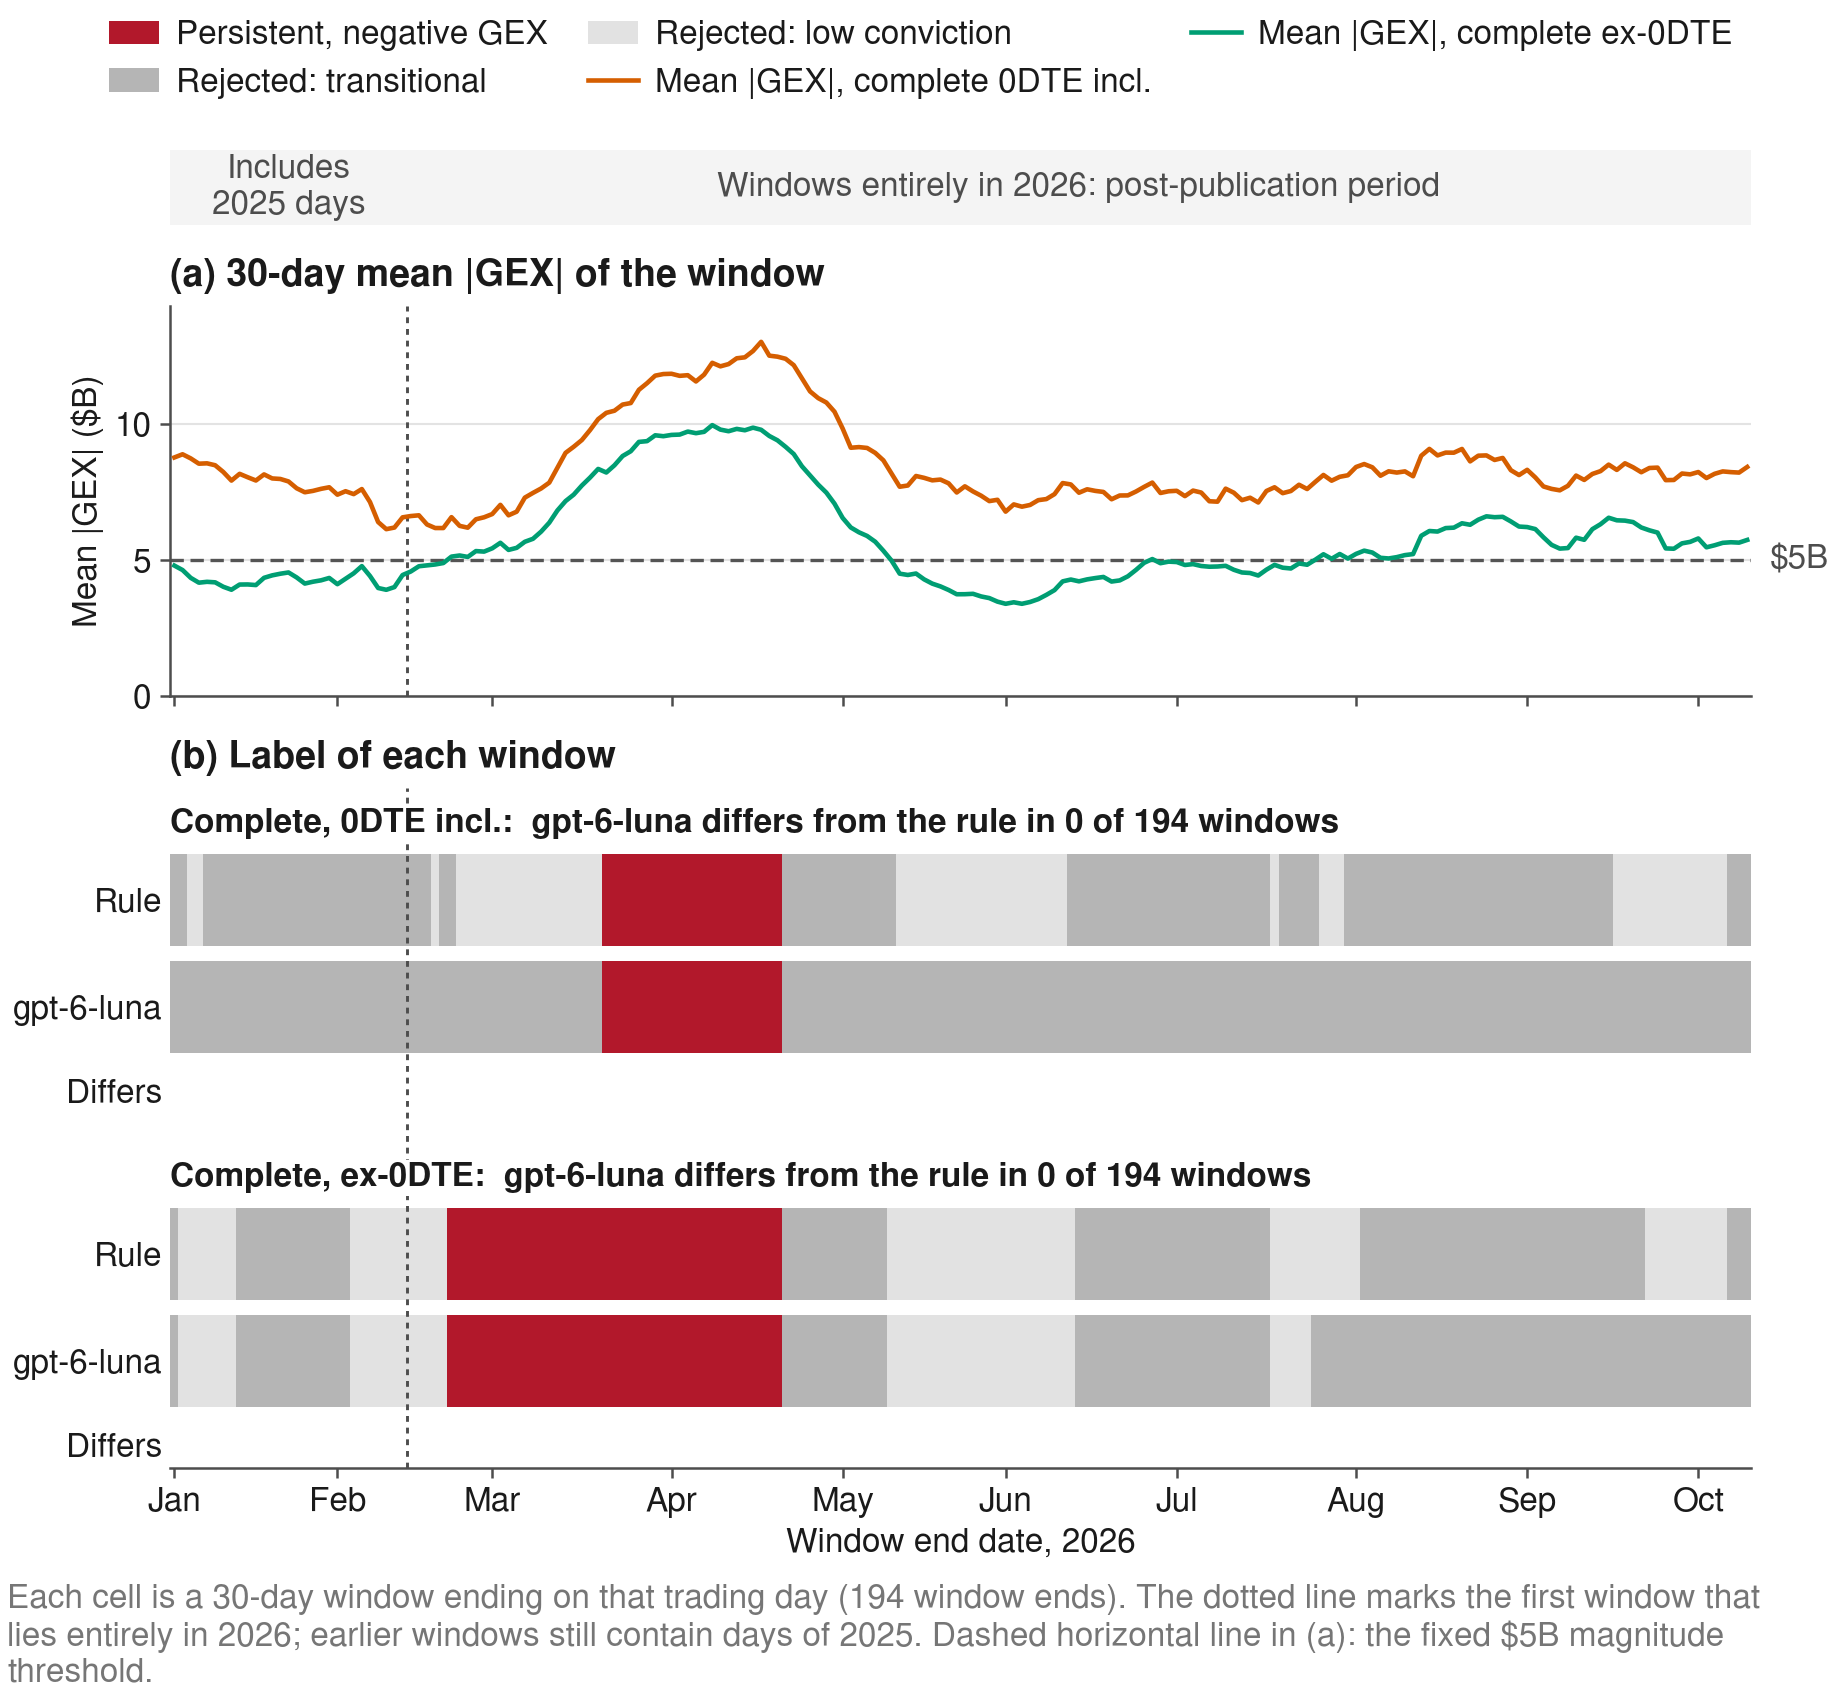 Persistent, negative GEX
Rejected: low conviction
Mean |GEX|, complete ex-0DTE
Rejected: transitional
Mean |GEX|, complete 0DTE incl.
Includes
2025 days
Windows entirely in 2026: post-publication period
(a) 30-day mean |GEX| of the window
Mean |GEX| ($B)
10
5
0
$5B
(b) Label of each window
Complete, 0DTE incl.: gpt-6-luna differs from the rule in 0 of 194 windows
Rule
gpt-6-luna
Differs
Complete, ex-0DTE: gpt-6-luna differs from the rule in 0 of 194 windows
Rule
gpt-6-luna
Differs
Jan Feb Mar Apr May Jun Jul Aug Sep Oct
Window end date, 2026
Each cell is a 30-day window ending on that trading day (194 window ends). The dotted line marks the first window that
lies entirely in 2026; earlier windows still contain days of 2025. Dashed horizontal line in (a): the fixed $5B magnitude
threshold.